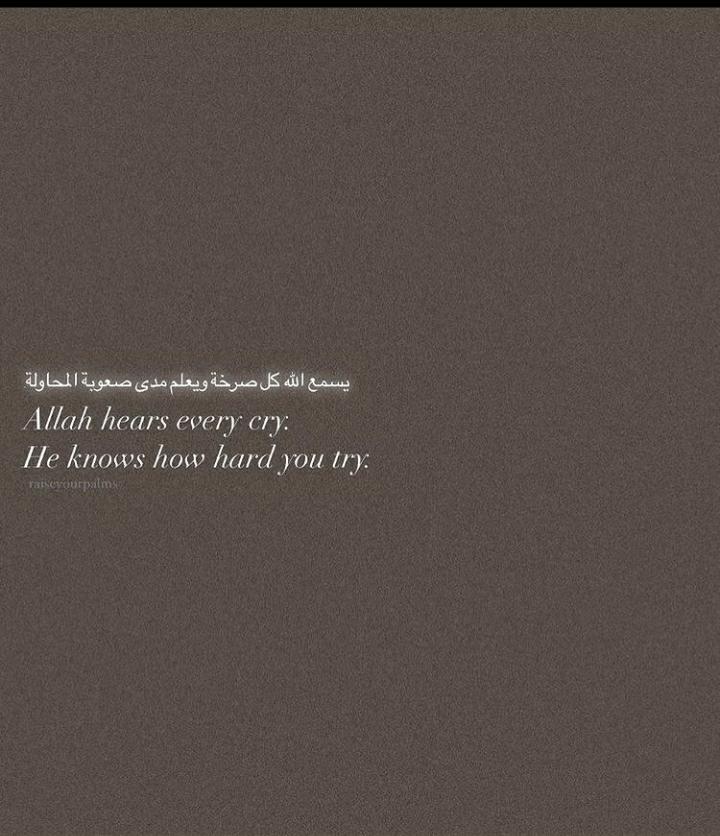 يسمع الله كل صرخة ويعلم مدى صعوبة المحاولة
Allah hears every cry.
He knows how hard you try.
raiseyourpalms